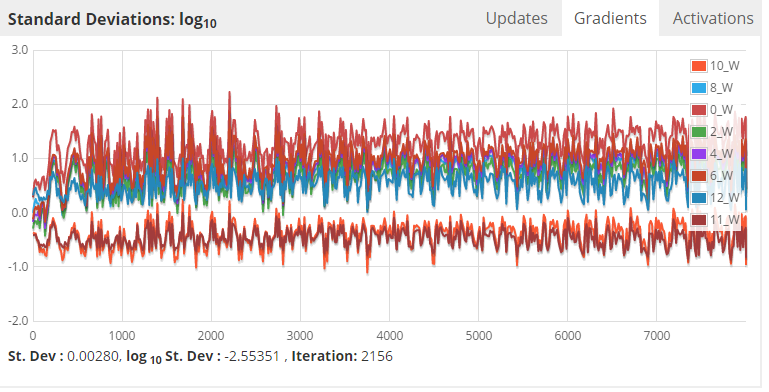 Standard Deviations: log10 Updates Gradients Activations
3.0
2.0
1.0
0.0
-1.0
-2.0
0 1000 2000 3000 4000 5000 6000 7000
10_W
8_W
0_W
2_W
4_W
6_W
12_W
11_W
St. Dev : 0.00280, log 10 St. Dev : -2.55351 , Iteration: 2156